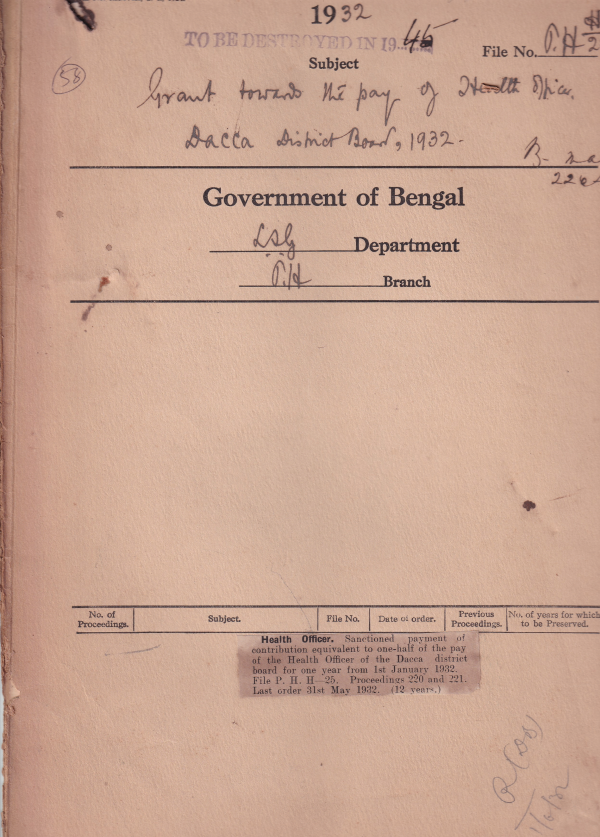 1932
TO BE DESTROYED IN 1945
File No. P.H
Subject
58
Grant towards the pay of Health Officer,
Dacca District Board, 1932.
B.
Government of Bengal
LSG Department
P.H Branch
No. of Proceedings. Subject. File No. Date of order. Previous Proceedings. No. of years for which to be Preserved.
Health Officer. Sanctioned payment of
contribution equivalent to one-half of the pay
of the Health Officer of the Dacca district
board for one year from 1st January 1932.
File P. H. H—25. Proceedings 220 and 221.
Last order 31st May 1932. (12 years.)